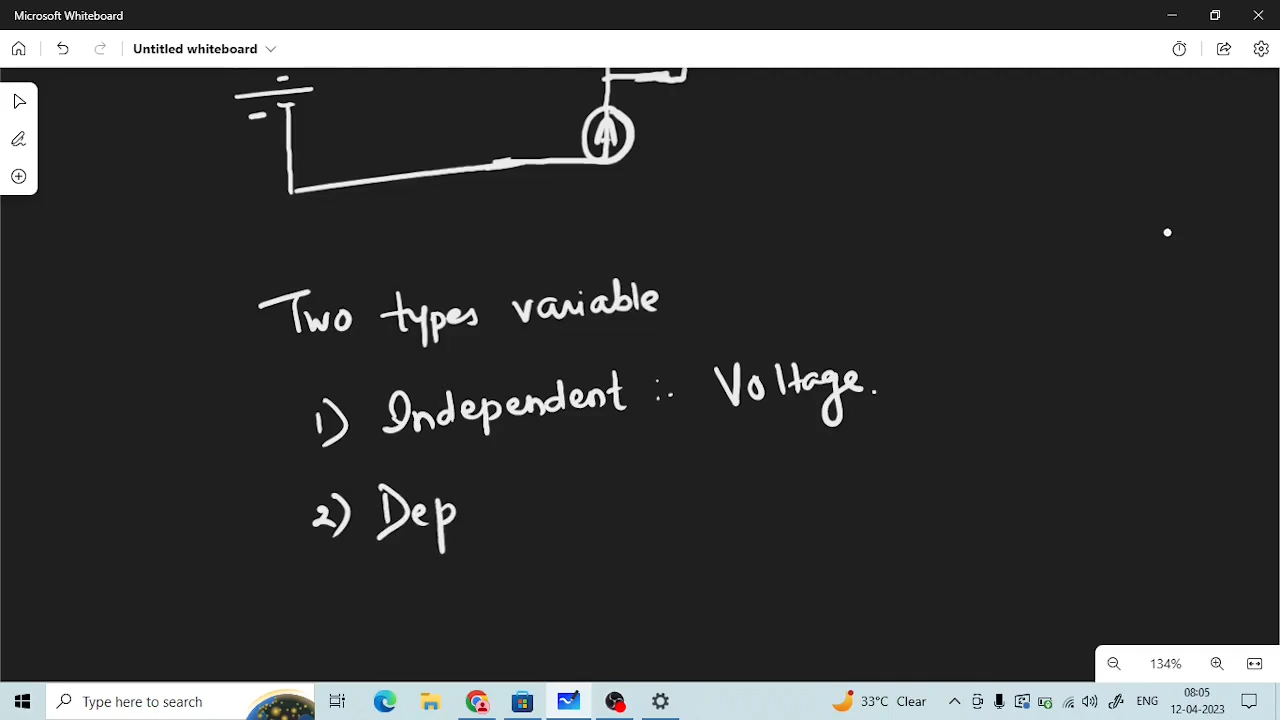 Microsoft Whiteboard
Untitled whiteboard
Two types variable
1) Independent :. Voltage.
2) Dep
134%
Type here to search
33°C Clear
ENG
08:05
12-04-2023